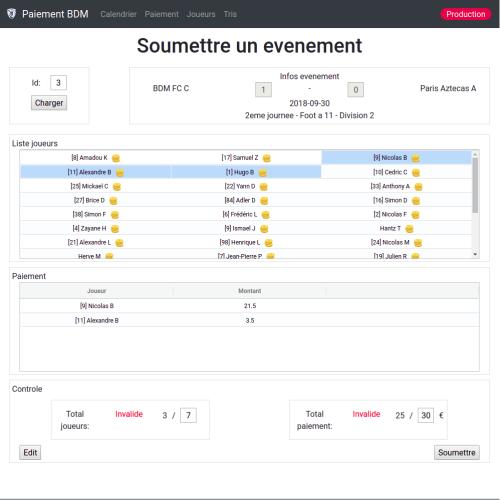 Paiement BDM Calendrier Paiement Joueurs Tris Production
Soumettre un evenement
Id: 3
Charger
Infos evenement
BDM FC C 1 - 0 Paris Aztecas A
2018-09-30
2eme journee - Foot a 11 - Division 2
Liste joueurs
[8] Amadou K [17] Samuel Z [9] Nicolas B
[11] Alexandre B [1] Hugo B [10] Cedric C
[25] Mickael C [22] Yann D [33] Anthony A
[27] Brice D [84] Adler D [16] Simon D
[38] Simon F [6] Frédéric L [2] Nicolas F
[4] Zayane H [9] Ismael J Hantz T
[21] Alexandre L [98] Henrique L [24] Nicolas M
Herve M [7] Jean-Pierre P [19] Julien R
Paiement
Joueur Montant
[9] Nicolas B 21.5
[11] Alexandre B 3.5
Controle
Total joueurs: Invalide 3 / 7
Total paiement: Invalide 25 / 30 €
Edit Soumettre